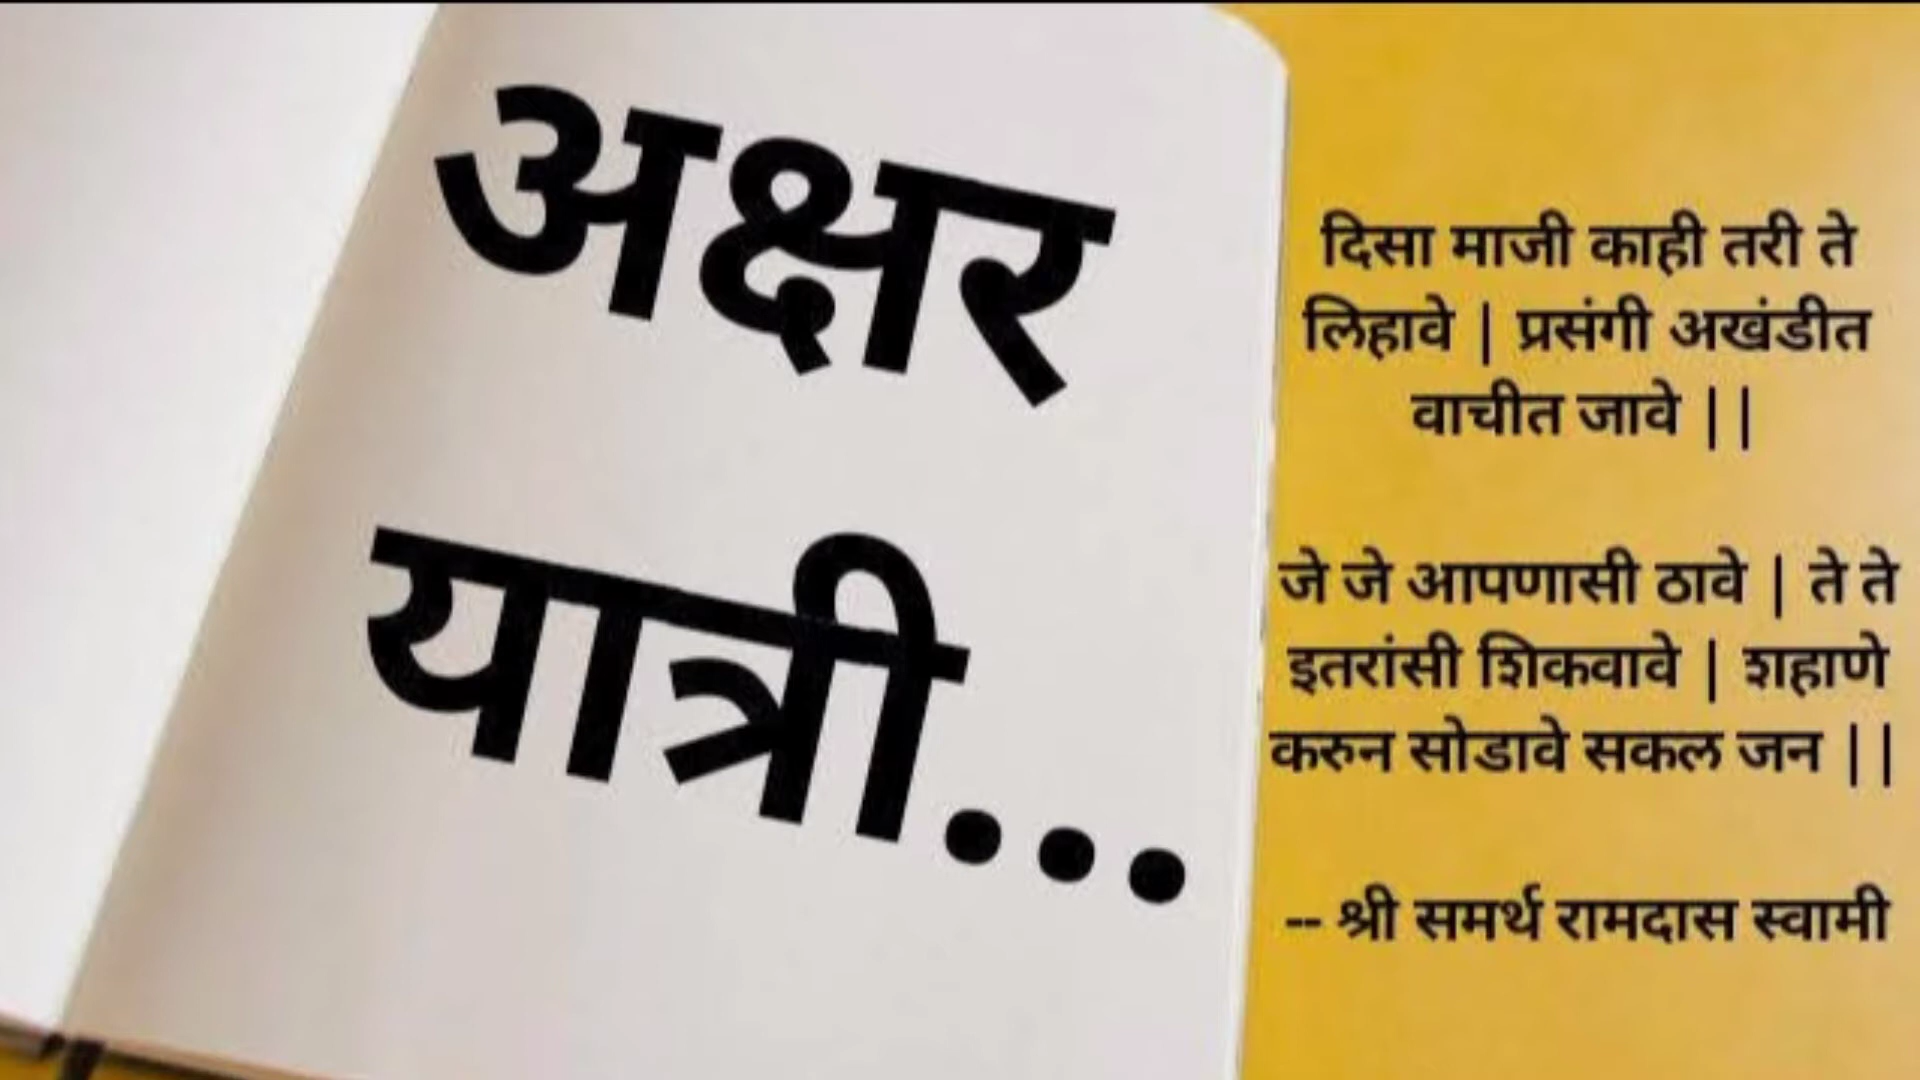 अक्षर
यात्री...
दिसा माजी काही तरी ते
लिहावे | प्रसंगी अखंडीत
वाचीत जावे ||
जे जे आपणासी ठावे | ते ते
इतरांसी शिकवावे | शहाणे
करुन सोडावे सकल जन ||
-- श्री समर्थ रामदास स्वामी